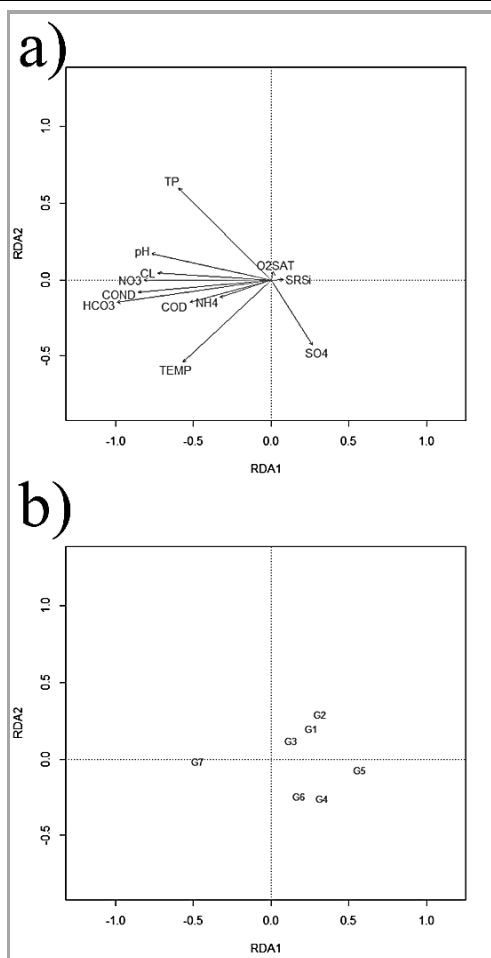 a)
1.0
0.5
0.0
-0.5
RDA2
TP
pH
CL
NO3
COND
HCO3
COD
NH4
TEMP
O2SAT
SRSi
SO4
-1.0 -0.5 0.0 0.5 1.0
RDA1
b)
1.0
0.5
0.0
-0.5
RDA2
G2
G1
G3
G7
G5
G6 G4
-1.0 -0.5 0.0 0.5 1.0
RDA1